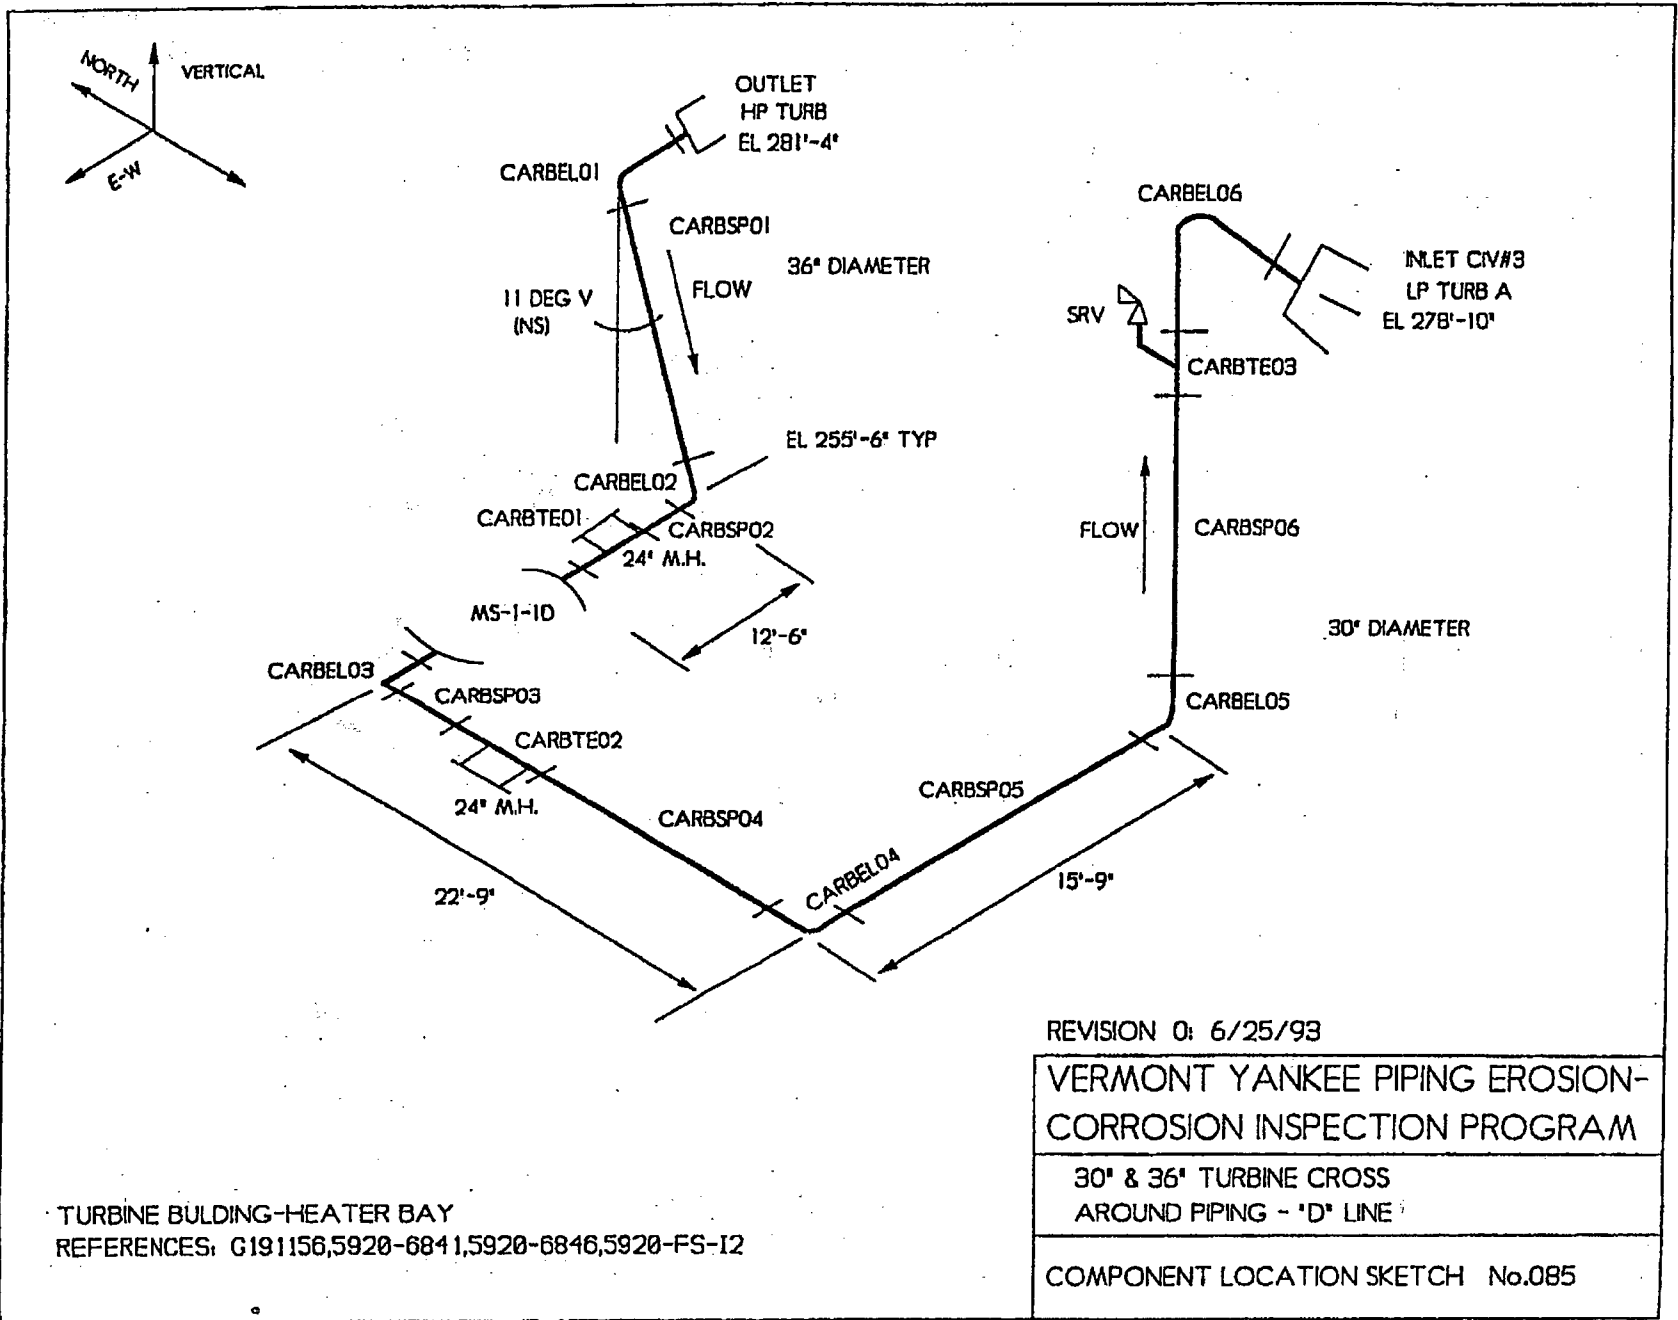 NORTH
VERTICAL
E-W
OUTLET
HP TURB
EL 281'-4"
CARBEL01
CARBSP01
36" DIAMETER
11 DEG V
(NS)
FLOW
CARBEL06
INLET CIV#3
LP TURB A
EL 278'-10"
SRV
CARBTE03
EL 255'-6" TYP
CARBEL02
CARBTE01
CARBSP02
24" M.H.
FLOW
CARBSP06
MS-1-1D
12'-6"
30" DIAMETER
CARBEL03
CARBSP03
CARBEL05
CARBTE02
24" M.H.
CARBSP04
CARBSP05
CARBEL04
22'-9"
15'-9"
REVISION 0: 6/25/93
VERMONT YANKEE PIPING EROSION-
CORROSION INSPECTION PROGRAM
30" & 36" TURBINE CROSS
AROUND PIPING - "D" LINE
COMPONENT LOCATION SKETCH No.085
TURBINE BULDING-HEATER BAY
REFERENCES: G191156,5920-6841,5920-6846,5920-FS-I2